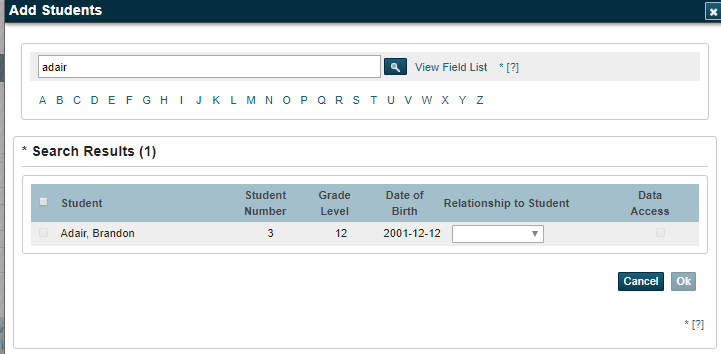 Add Students
adair
View Field List * [?]
A B C D E F G H I J K L M N O P Q R S T U V W X Y Z
* Search Results (1)
Student Student Number Grade Level Date of Birth Relationship to Student Data Access
Adair, Brandon 3 12 2001-12-12
Cancel Ok
* [?]